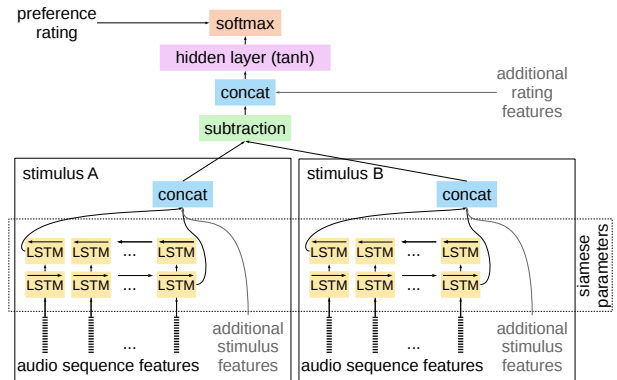 preference
rating
softmax
hidden layer (tanh)
concat
additional
rating
features
subtraction
stimulus A
concat
stimulus B
concat
LSTM LSTM ... LSTM
LSTM LSTM ... LSTM
LSTM LSTM ... LSTM
LSTM LSTM ... LSTM
siamese
parameters
...
additional
stimulus
features
audio sequence features
...
additional
stimulus
features
audio sequence features